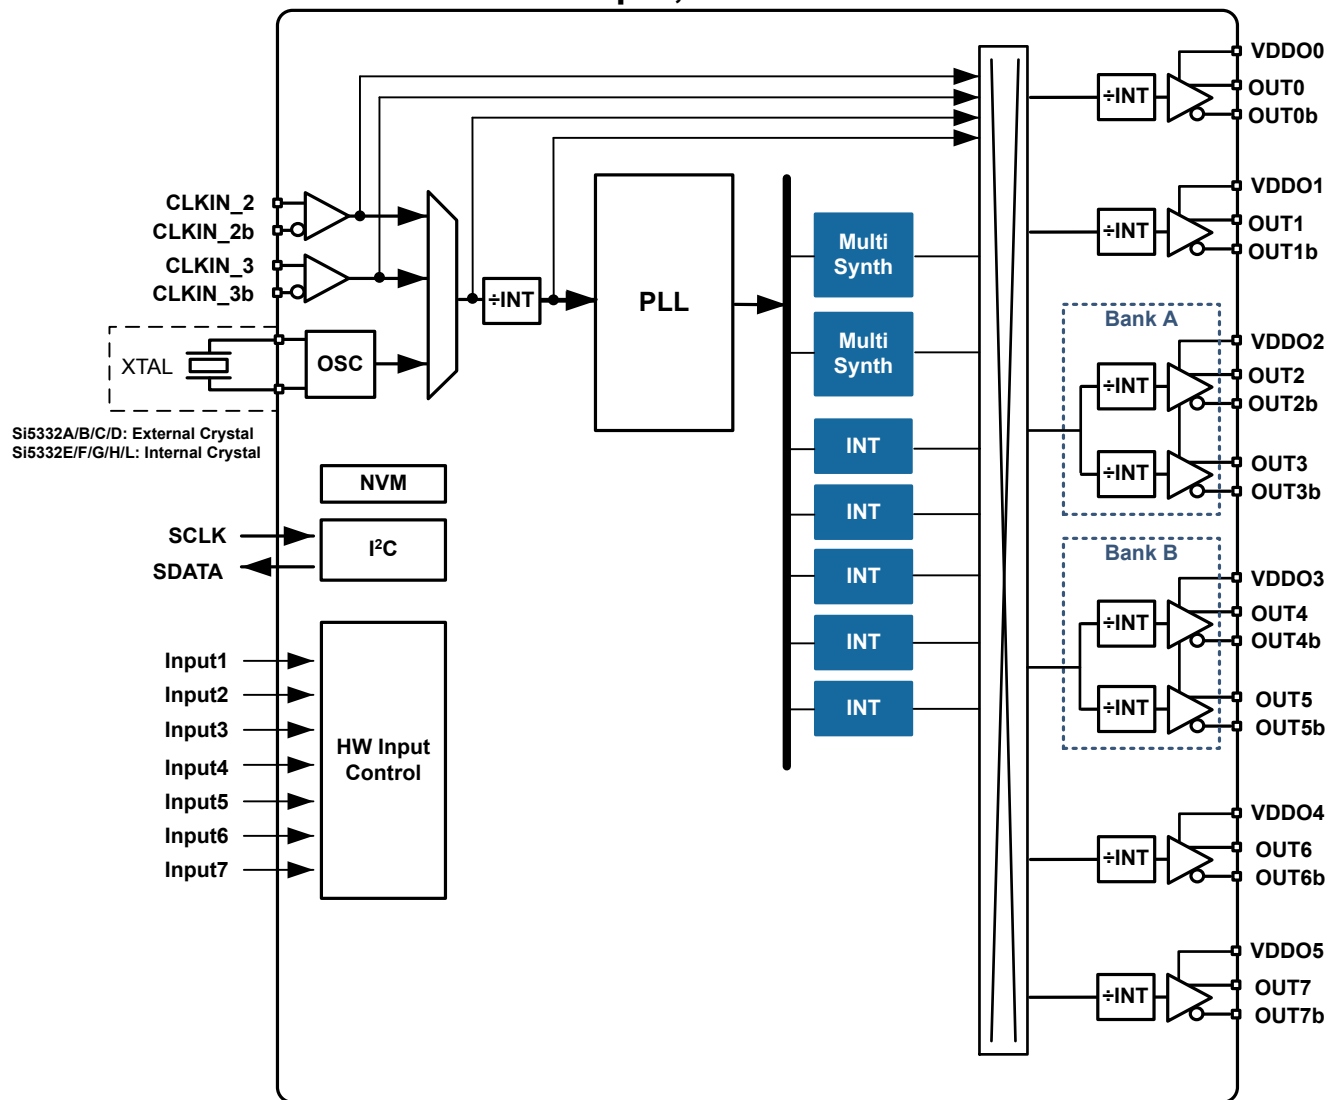 VDDO0
OUT0
OUT0b
÷INT
VDDO1
OUT1
OUT1b
÷INT
CLKIN_2
CLKIN_2b
CLKIN_3
CLKIN_3b
XTAL
OSC
÷INT
PLL
Multi
Synth
Multi
Synth
INT
INT
INT
INT
INT
Bank A
VDDO2
÷INT
OUT2
OUT2b
÷INT
OUT3
OUT3b
Si5332A/B/C/D: External Crystal
Si5332E/F/G/H/L: Internal Crystal
NVM
SCLK
SDATA
I²C
Bank B
VDDO3
÷INT
OUT4
OUT4b
÷INT
OUT5
OUT5b
Input1
Input2
Input3
Input4
Input5
Input6
Input7
HW Input
Control
VDDO4
÷INT
OUT6
OUT6b
VDDO5
÷INT
OUT7
OUT7b